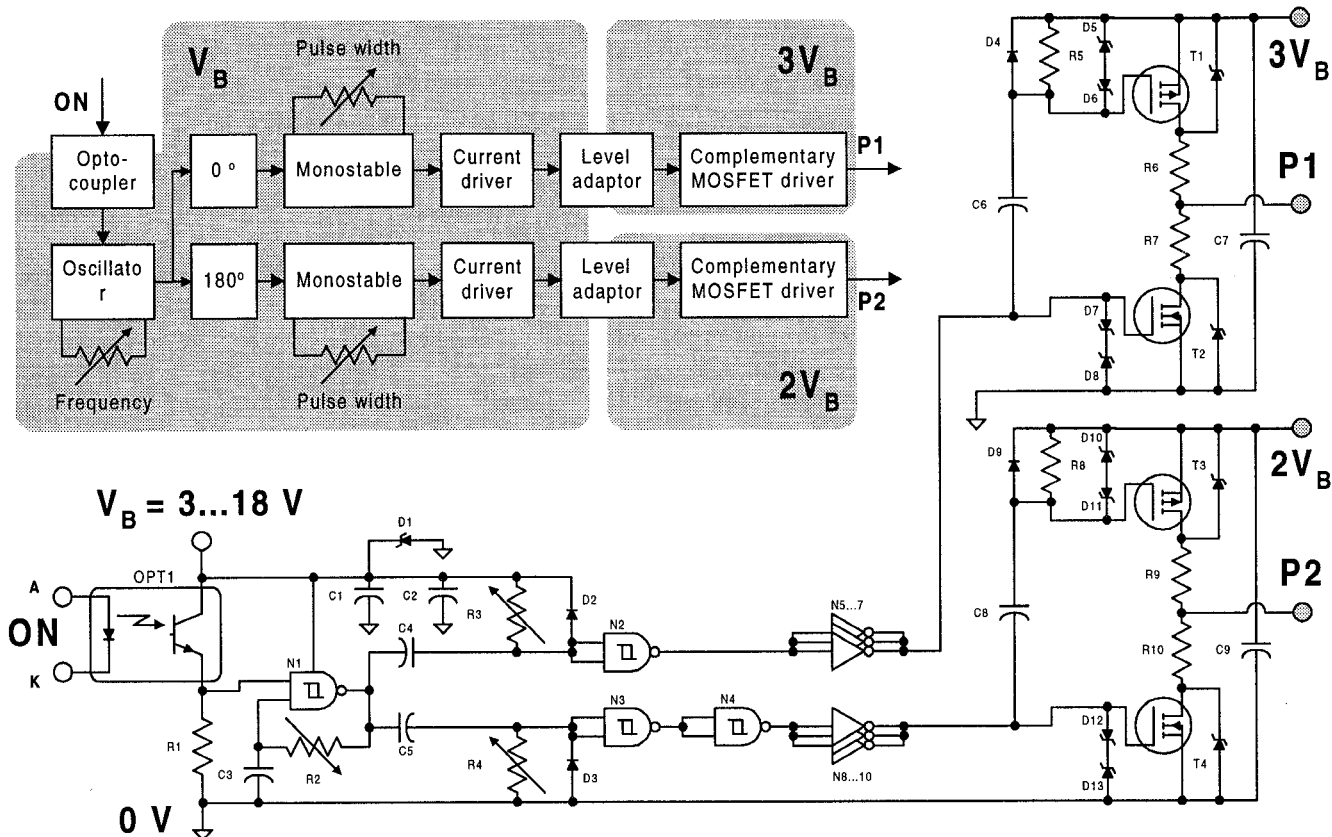 V_B
Pulse width
3V_B
ON
Opto-
coupler
0 º
Monostable
Current
driver
Level
adaptor
Complementary
MOSFET driver
P1
Oscillato
r
180º
Monostable
Current
driver
Level
adaptor
Complementary
MOSFET driver
P2
Frequency
Pulse width
2V_B
D4
R5
D5
D6
T1
3V_B
R6
P1
C6
R7
C7
D7
T2
D8
D9
R8
D10
D11
T3
2V_B
R9
P2
C8
R10
C9
D12
D13
T4
V_B = 3...18 V
OPT1
A
ON
K
D1
C1
C2
R3
D2
N2
N5...7
C4
N1
C5
N3
N4
N8...10
R1
C3
R2
R4
D3
0 V